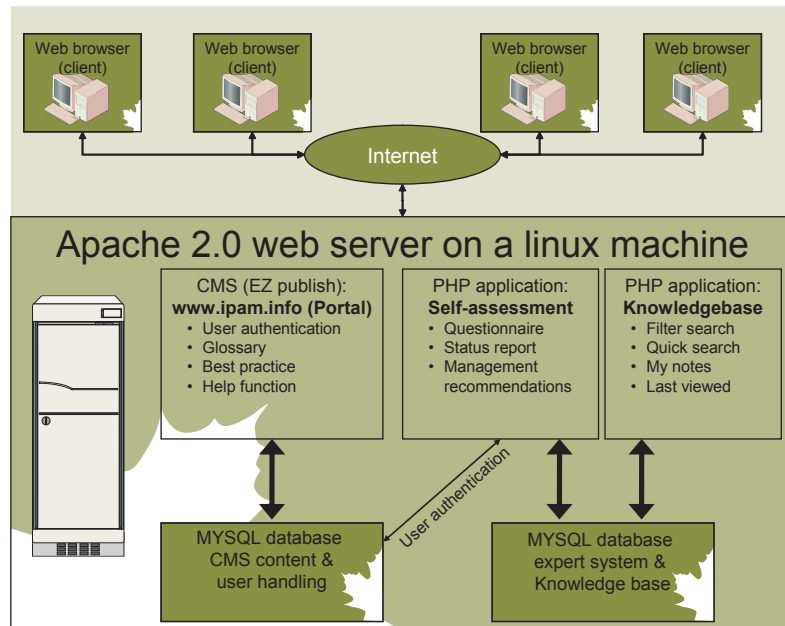 Web browser
(client)
Web browser
(client)
Web browser
(client)
Web browser
(client)
Internet
Apache 2.0 web server on a linux machine
CMS (EZ publish):
www.ipam.info (Portal)
• User authentication
• Glossary
• Best practice
• Help function
PHP application:
Self-assessment
• Questionnaire
• Status report
• Management
recommendations
PHP application:
Knowledgebase
• Filter search
• Quick search
• My notes
• Last viewed
User authentication
MYSQL database
CMS content &
user handling
MYSQL database
expert system &
Knowledge base